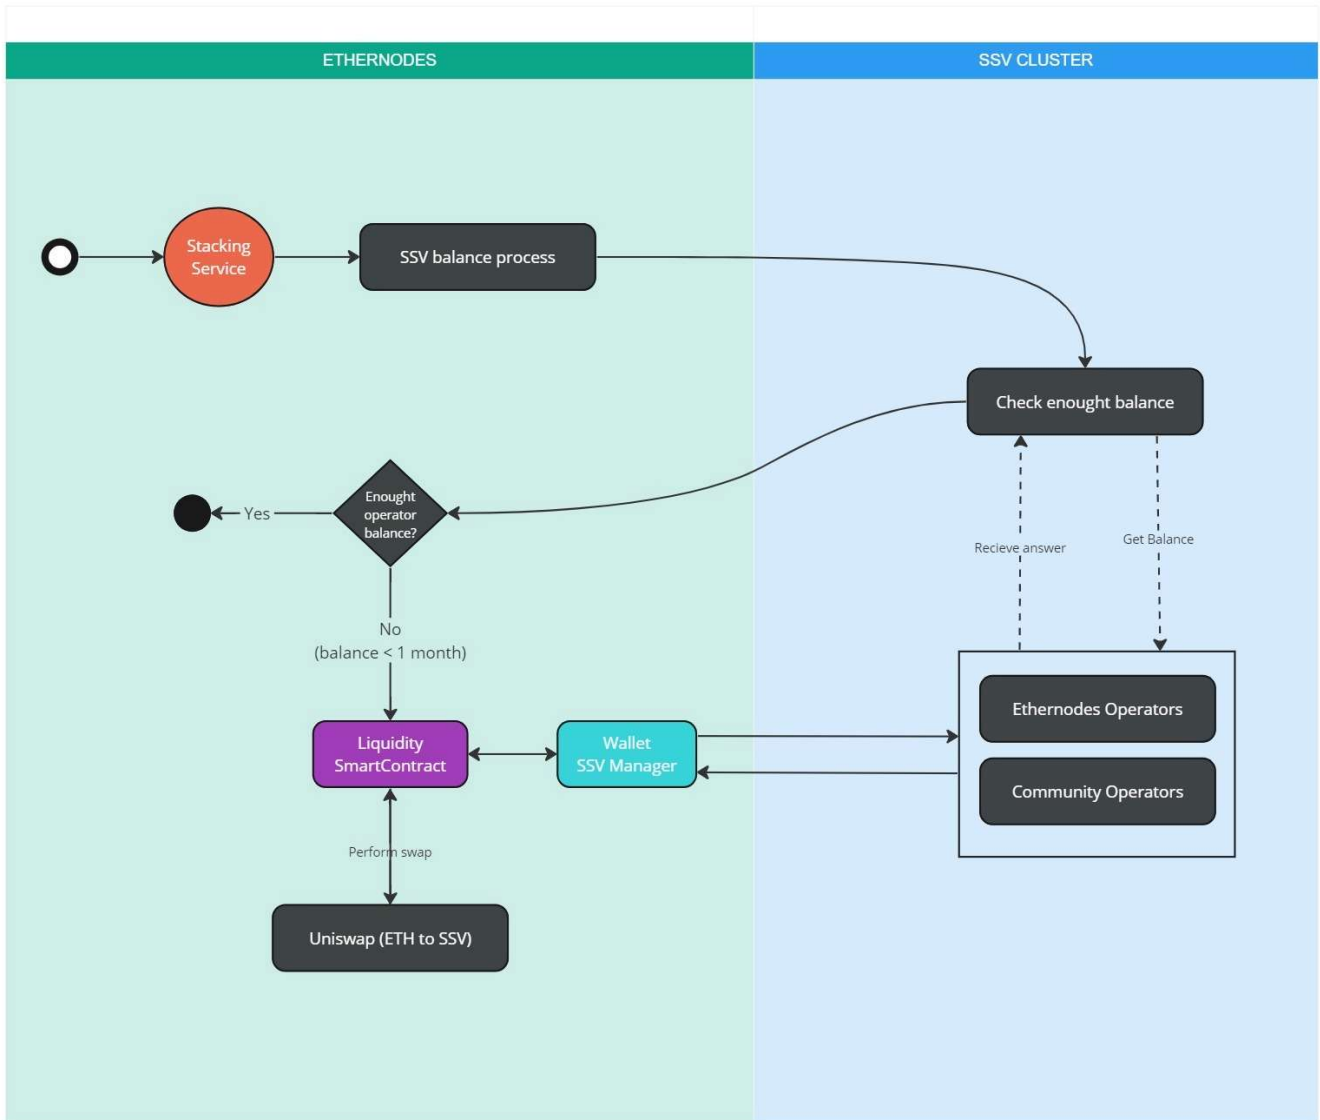 ETHERNODES
SSV CLUSTER
Stacking
Service
SSV balance process
Check enought balance
Enought
operator
balance?
Yes
Recieve answer
Get Balance
No
(balance < 1 month)
Ethernodes Operators
Liquidity
SmartContract
Wallet
SSV Manager
Community Operators
Perform swap
Uniswap (ETH to SSV)